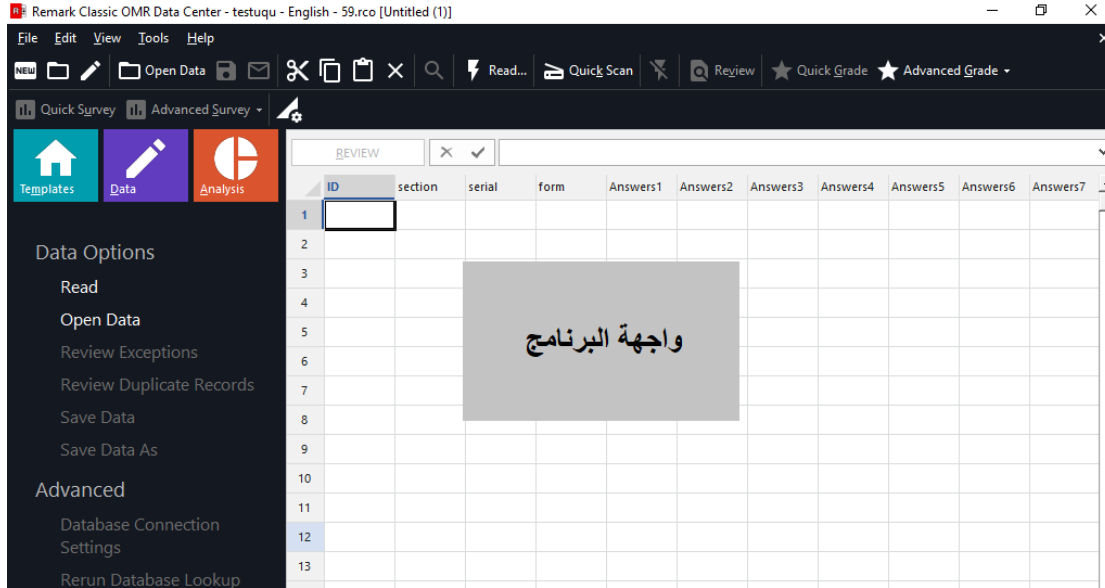 Remark Classic OMR Data Center - testuqu - English - 59.rco [Untitled (1)]
File Edit View Tools Help
NEW Open Data Read... Quick Scan Review Quick Grade Advanced Grade
Quick Survey Advanced Survey
Templates Data Analysis
REVIEW
ID section serial form Answers1 Answers2 Answers3 Answers4 Answers5 Answers6 Answers7
1
2
3
4
5
6
7
8
9
10
11
12
13
واجهة البرنامج
Data Options
Read
Open Data
Review Exceptions
Review Duplicate Records
Save Data
Save Data As
Advanced
Database Connection
Settings
Rerun Database Lookup